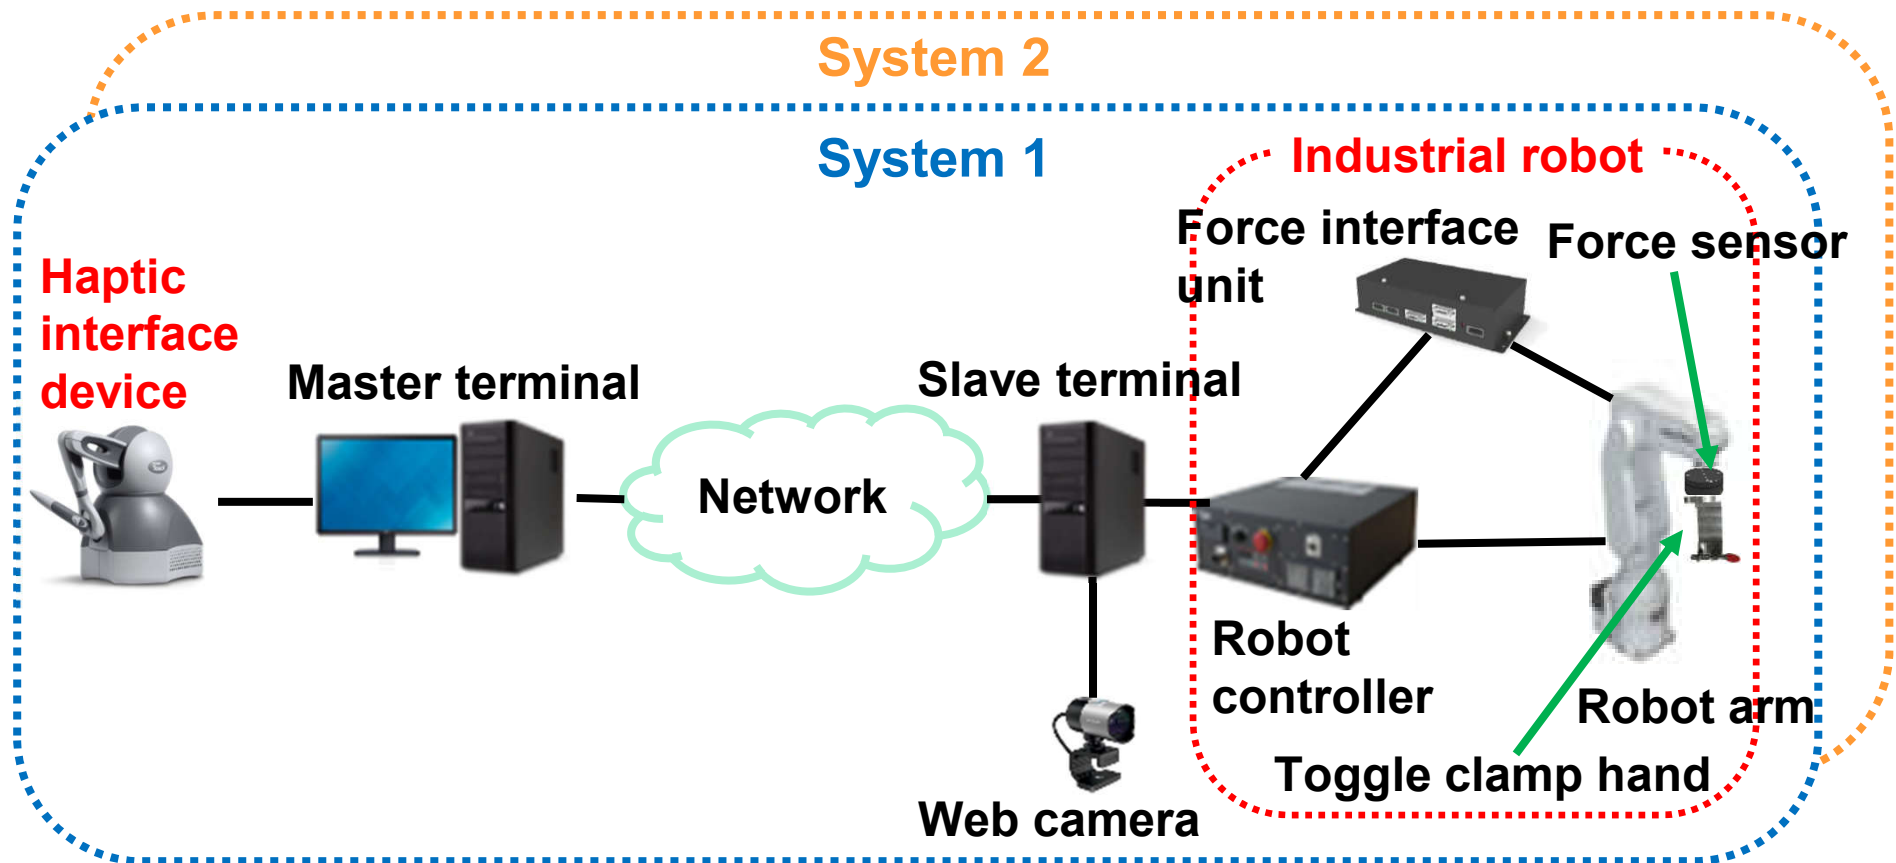 System 2
System 1
Industrial robot
Force interface
unit
Force sensor
Haptic
interface
device
Master terminal
Slave terminal
Network
Robot
controller
Robot arm
Toggle clamp hand
Web camera